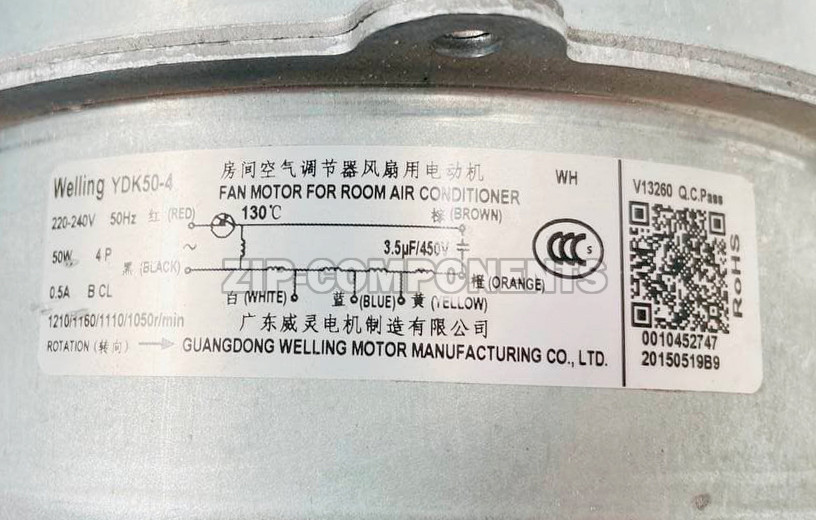 房间空气调节器风扇用电动机
Welling YDK50-4
FAN MOTOR FOR ROOM AIR CONDITIONER
WH
220-240V 50Hz 红 (RED) 130℃ 棕 (BROWN)
50W 4P ~ 3.5μF/450V
黑 (BLACK) 橙 (ORANGE)
0.5A B CL 白 (WHITE) 蓝 (BLUE) 黄 (YELLOW)
1210/1160/1110/1050r/min
广东威灵电机制造有限公司
ROTATION (转向)
GUANGDONG WELLING MOTOR MANUFACTURING CO., LTD.
CCC S
V13260 Q.C.Pass
RoHS
0010452747
20150519B9
ZIP-COMPONENTS